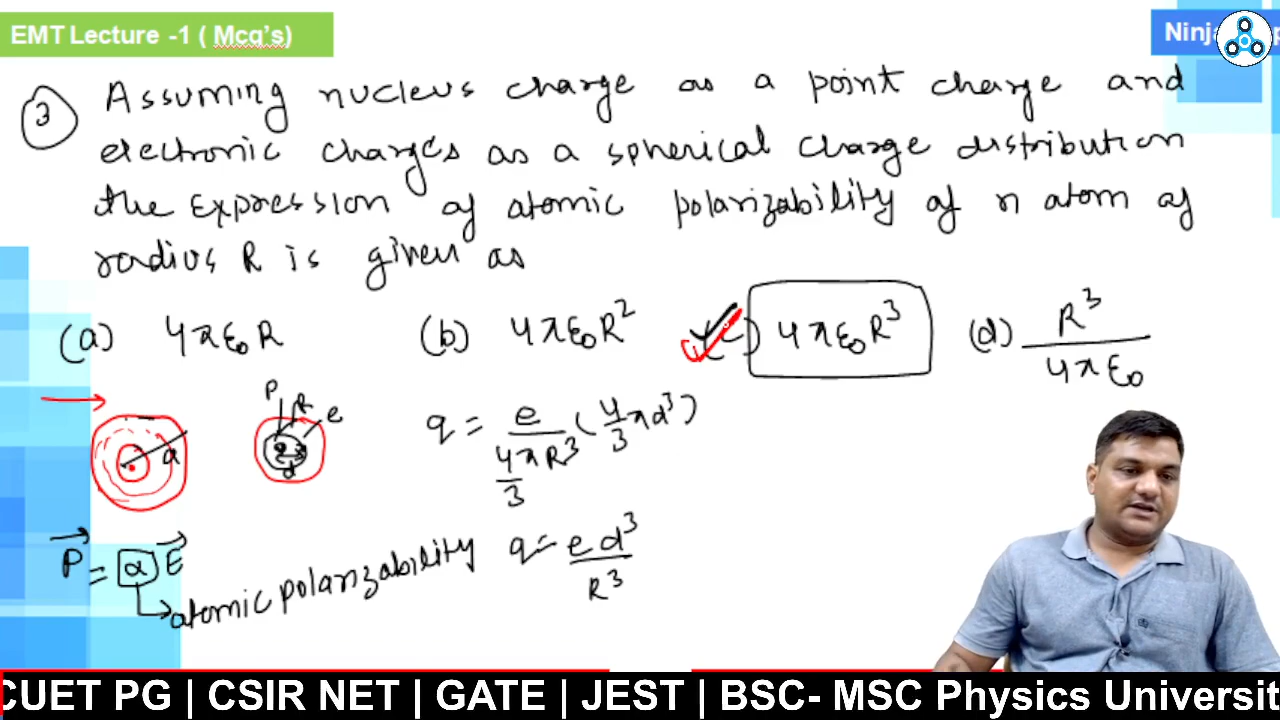 EMT Lecture -1 ( Mcq's)
Ninj
(3) Assuming nucleus charge as a point charge and
electronic charges as a spherical charge distribution
the expression of atomic polarizability of n atom of
radius R is given as
(a) 4πε₀R (b) 4πε₀R² (c) 4πε₀R³ (d) R³/4πε₀
a
P R e
d
q = e/(4/3 πR³) (4/3 πd³)
P = α E
atomic polarizability
q = ed³/R³
CUET PG | CSIR NET | GATE | JEST | BSC- MSC Physics Universit